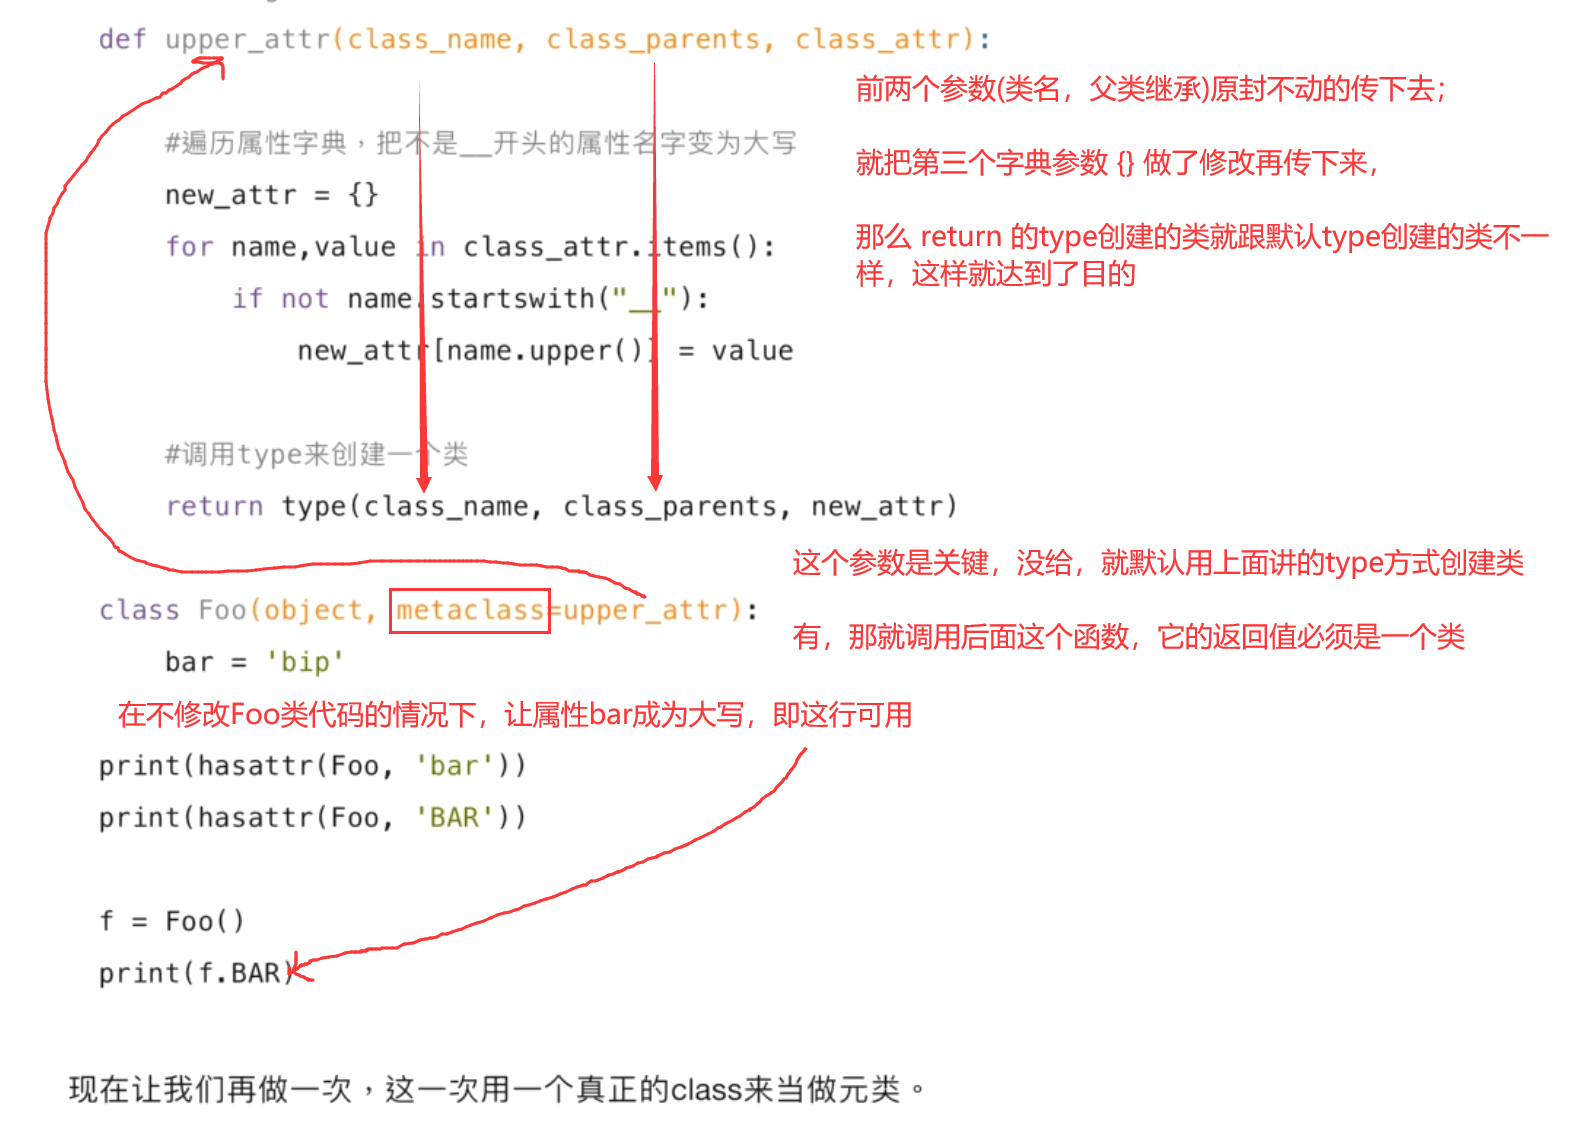 def upper_attr(class_name, class_parents, class_attr):
前两个参数(类名，父类继承)原封不动的传下去；
#遍历属性字典，把不是__开头的属性名字变为大写
就把第三个字典参数 {} 做了修改再传下来，
new_attr = {}
for name,value in class_attr.items():
那么 return 的type创建的类就跟默认type创建的类不一
样，这样就达到了目的
if not name.startswith("__"):
new_attr[name.upper()] = value
#调用type来创建一个类
return type(class_name, class_parents, new_attr)
这个参数是关键，没给，就默认用上面讲的type方式创建类
class Foo(object, metaclass=upper_attr):
有，那就调用后面这个函数，它的返回值必须是一个类
bar = 'bip'
在不修改Foo类代码的情况下，让属性bar成为大写，即这行可用
print(hasattr(Foo, 'bar'))
print(hasattr(Foo, 'BAR'))
f = Foo()
print(f.BAR)
现在让我们再做一次，这一次用一个真正的class来当做元类。